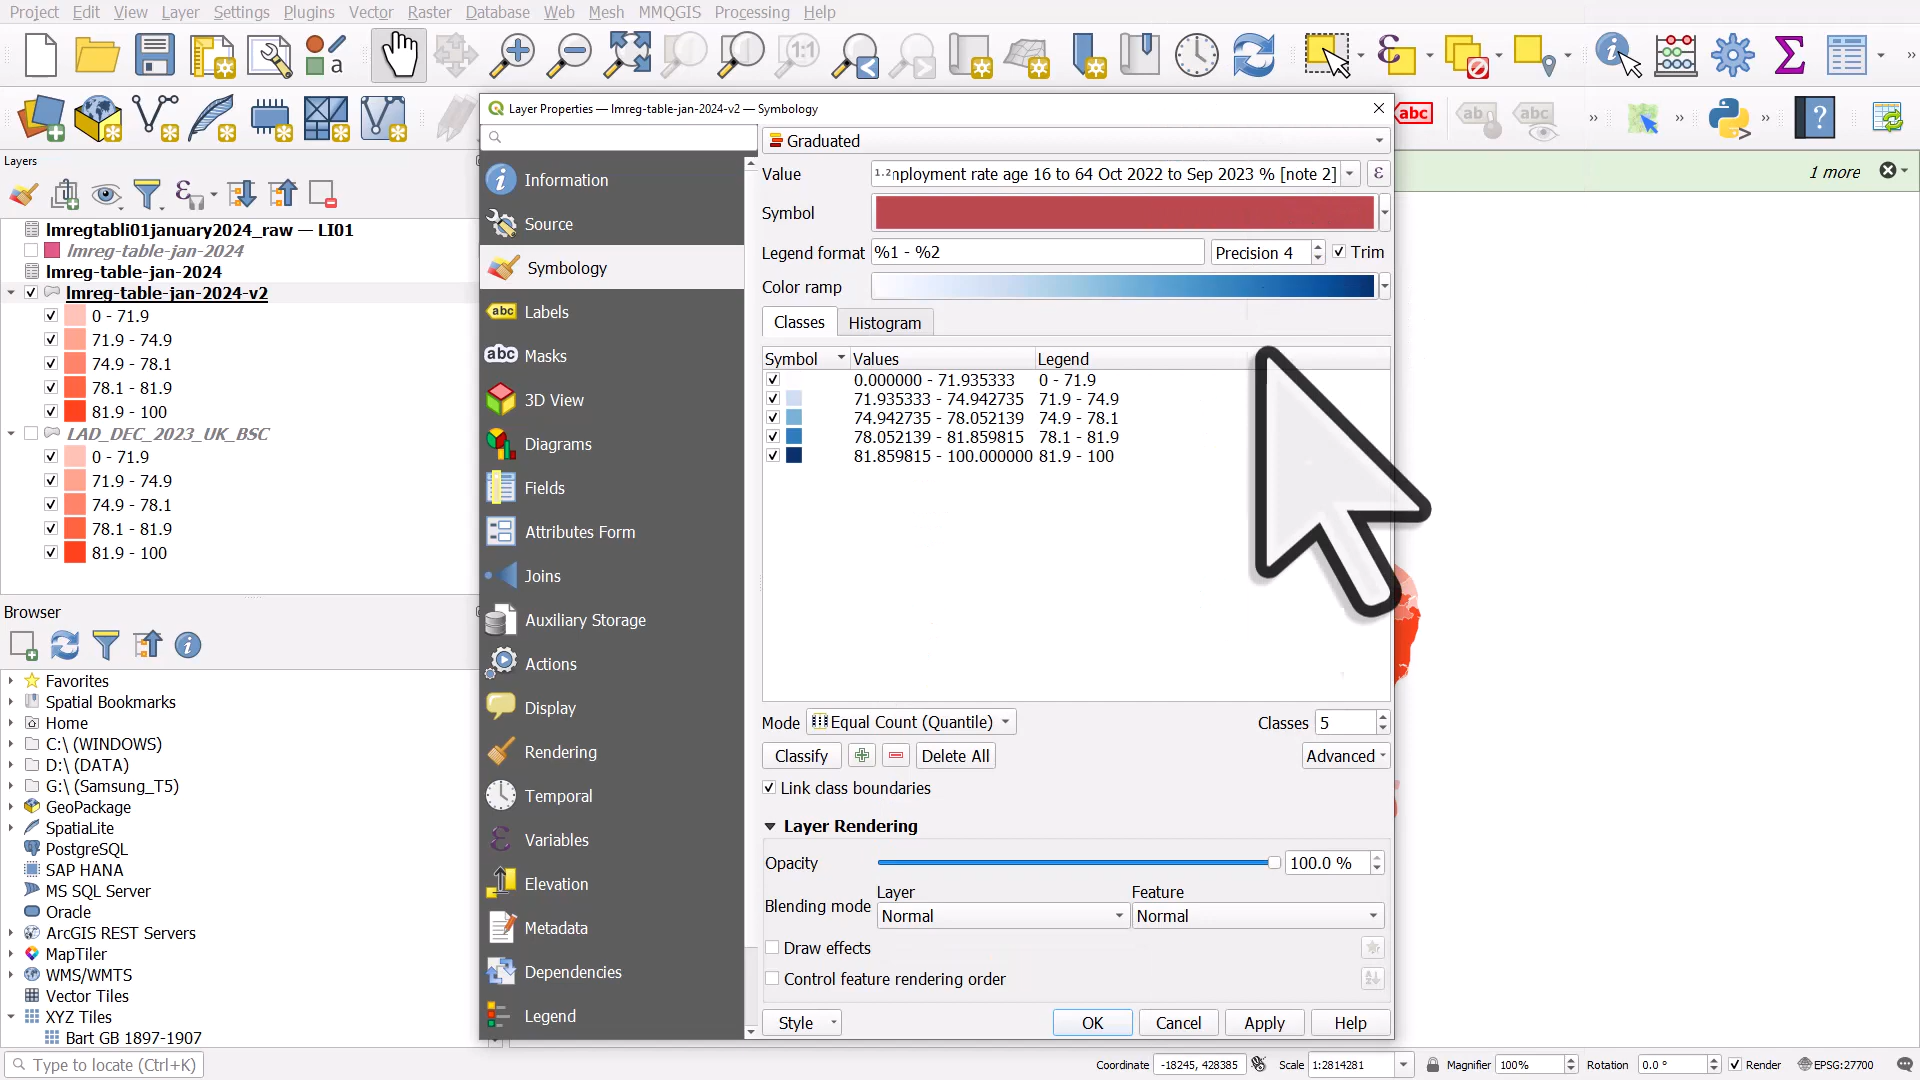 Project Edit View Layer Settings Plugins Vector Raster Database Web Mesh MMQGIS Processing Help
a
1:1
abc
ab
abc
»
»
»
»
?
Layer Properties — lmreg-table-jan-2024-v2 — Symbology
1 more
Layers
lmregtabli01january2024_raw — LI01
lmreg-table-jan-2024
lmreg-table-jan-2024
lmreg-table-jan-2024-v2
0 - 71.9
71.9 - 74.9
74.9 - 78.1
78.1 - 81.9
81.9 - 100
LAD_DEC_2023_UK_BSC
0 - 71.9
71.9 - 74.9
74.9 - 78.1
78.1 - 81.9
81.9 - 100
Browser
Favorites
Spatial Bookmarks
Home
C:\ (WINDOWS)
D:\ (DATA)
G:\ (Samsung_T5)
GeoPackage
SpatiaLite
PostgreSQL
SAP HANA
MS SQL Server
Oracle
ArcGIS REST Servers
MapTiler
WMS/WMTS
Vector Tiles
XYZ Tiles
Bart GB 1897-1907
Information
Source
Symbology
abc Labels
abc Masks
3D View
Diagrams
Fields
Attributes Form
Joins
Auxiliary Storage
Actions
Display
Rendering
Temporal
Variables
Elevation
Metadata
Dependencies
Legend
Graduated
Value 1.2 nployment rate age 16 to 64 Oct 2022 to Sep 2023 % [note 2] ε
Symbol
Legend format %1 - %2 Precision 4 Trim
Color ramp
Classes Histogram
Symbol Values Legend
0.000000 - 71.935333 0 - 71.9
71.935333 - 74.942735 71.9 - 74.9
74.942735 - 78.052139 74.9 - 78.1
78.052139 - 81.859815 78.1 - 81.9
81.859815 - 100.000000 81.9 - 100
Mode Equal Count (Quantile) Classes 5
Classify Delete All Advanced
Link class boundaries
Layer Rendering
Opacity 100.0 %
Layer Feature
Blending mode Normal Normal
Draw effects
Control feature rendering order
Style OK Cancel Apply Help
Type to locate (Ctrl+K) Coordinate -18245, 428385 Scale 1:2814281 Magnifier 100% Rotation 0.0 ° Render EPSG:27700